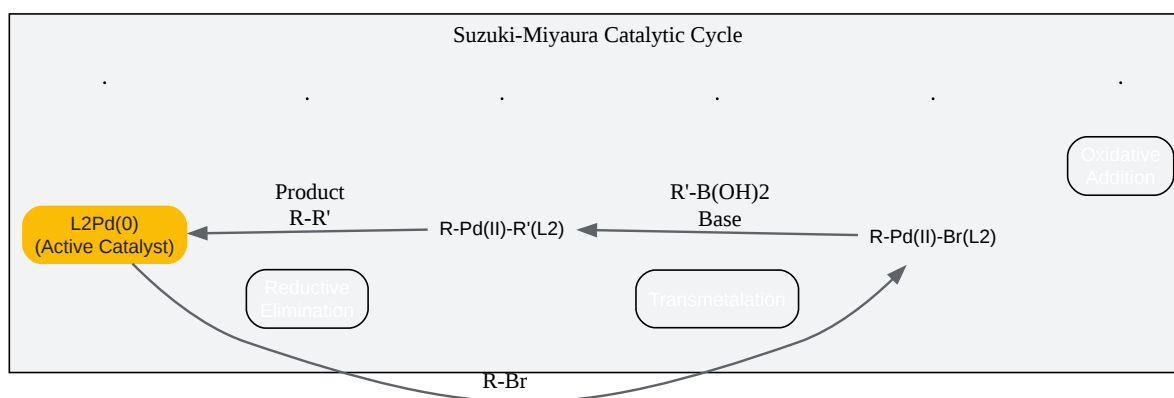 Suzuki-Miyaura Catalytic Cycle
Oxidative
Addition
Product
R-R'
R'-B(OH)2
Base
L2Pd(0)
(Active Catalyst)
R-Pd(II)-R'(L2)
R-Pd(II)-Br(L2)
Reductive
Elimination
Transmetalation
R-Br